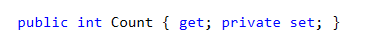 public int Count { get; private set; }